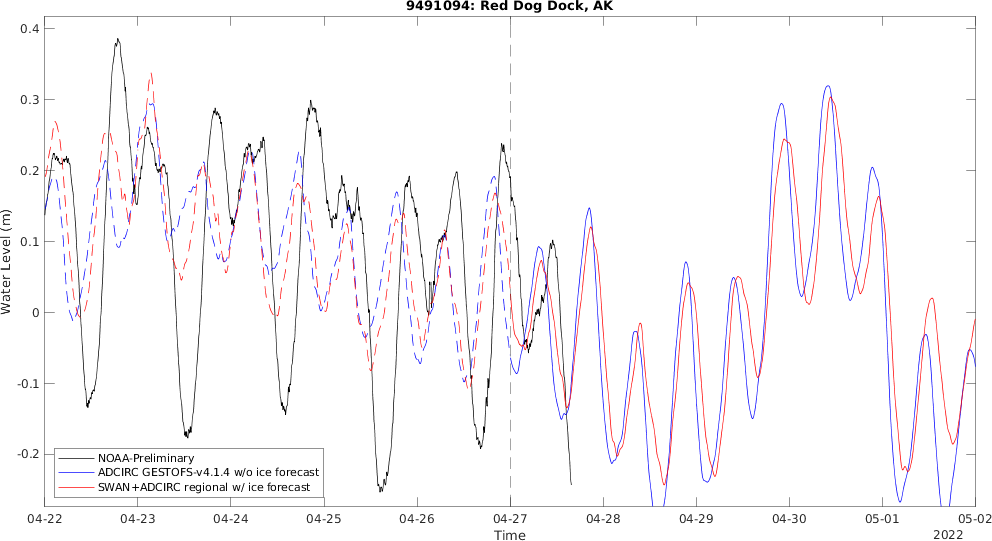 9491094: Red Dog Dock, AK
Water Level (m)
0.4
0.3
0.2
0.1
0
-0.1
-0.2
NOAA-Preliminary
ADCIRC GESTOFS-v4.1.4 w/o ice forecast
SWAN+ADCIRC regional w/ ice forecast
04-22 04-23 04-24 04-25 04-26 04-27 04-28 04-29 04-30 05-01 05-02
Time
2022